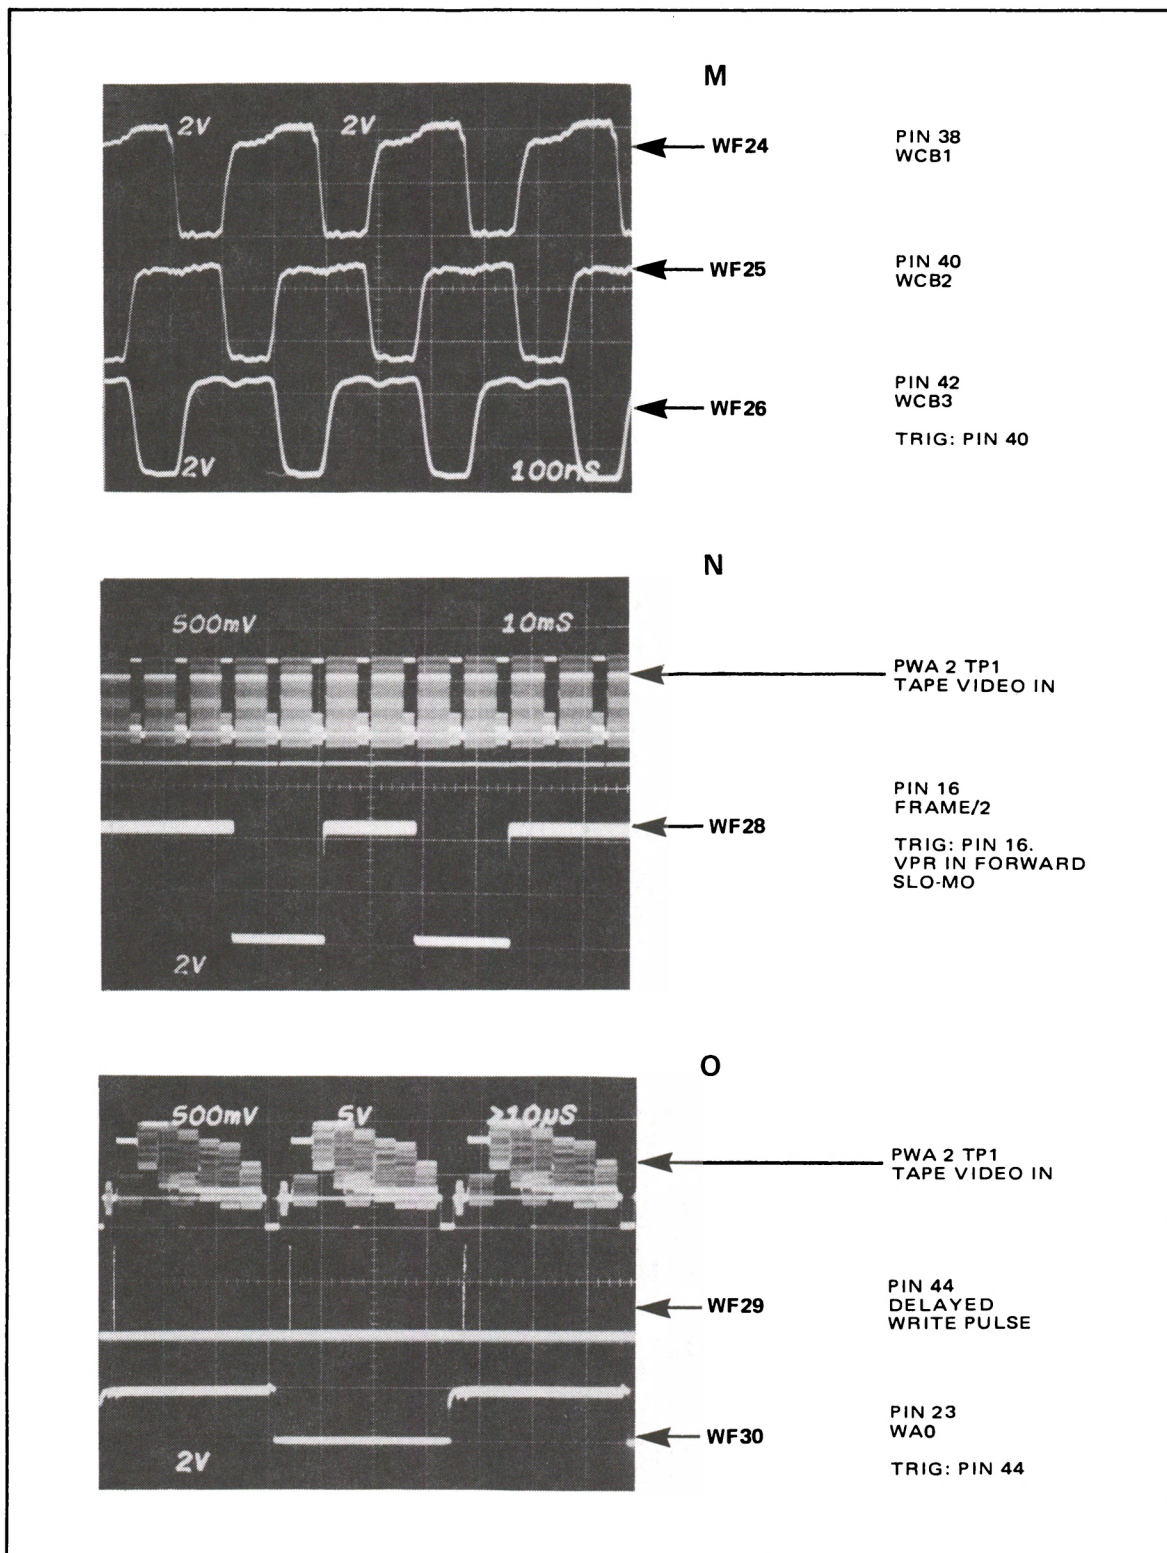 M
2V 2V
WF24
PIN 38
WCB1
WF25
PIN 40
WCB2
WF26
PIN 42
WCB3
TRIG: PIN 40
2V 100nS
N
500mV 10mS
PWA 2 TP1
TAPE VIDEO IN
WF28
PIN 16
FRAME/2
TRIG: PIN 16.
VPR IN FORWARD
SLO-MO
2V
O
500mV 5V >10µS
PWA 2 TP1
TAPE VIDEO IN
WF29
PIN 44
DELAYED
WRITE PULSE
WF30
PIN 23
WA0
TRIG: PIN 44
2V